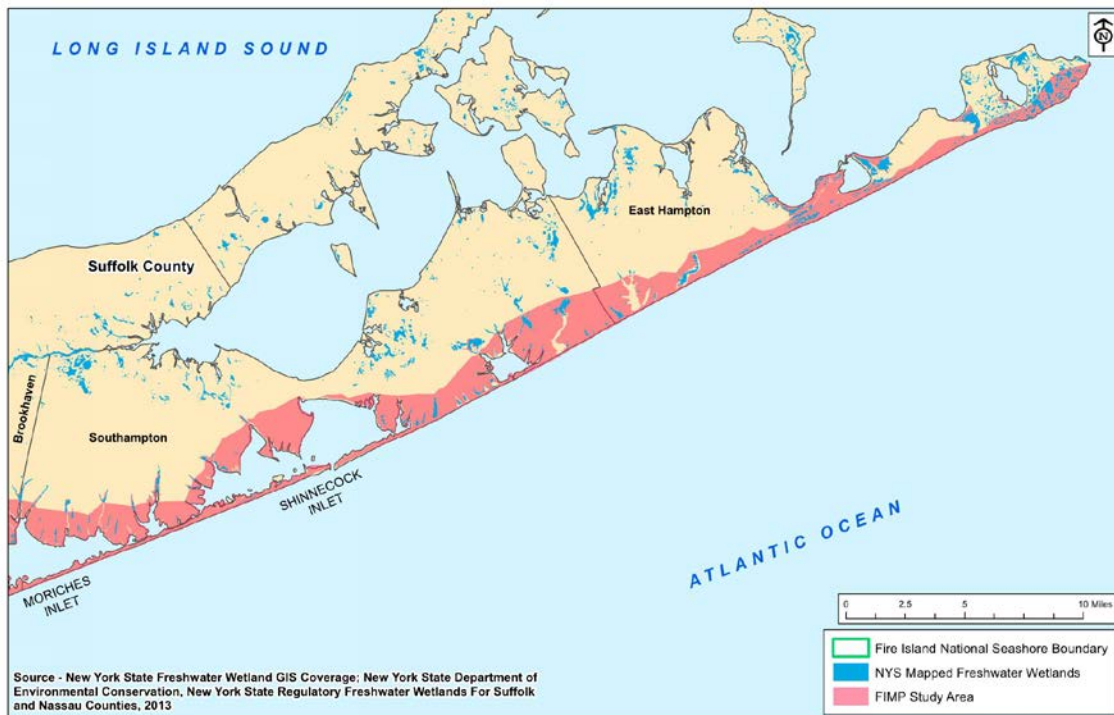 LONG ISLAND SOUND
N
East Hampton
Suffolk County
Brookhaven
Southampton
SHINNECOCK
INLET
MORICHES
INLET
ATLANTIC OCEAN
0 2.5 5 10 Miles
Fire Island National Seashore Boundary
NYS Mapped Freshwater Wetlands
FIMP Study Area
Source - New York State Freshwater Wetland GIS Coverage; New York State Department of
Environmental Conservation, New York State Regulatory Freshwater Wetlands For Suffolk
and Nassau Counties, 2013